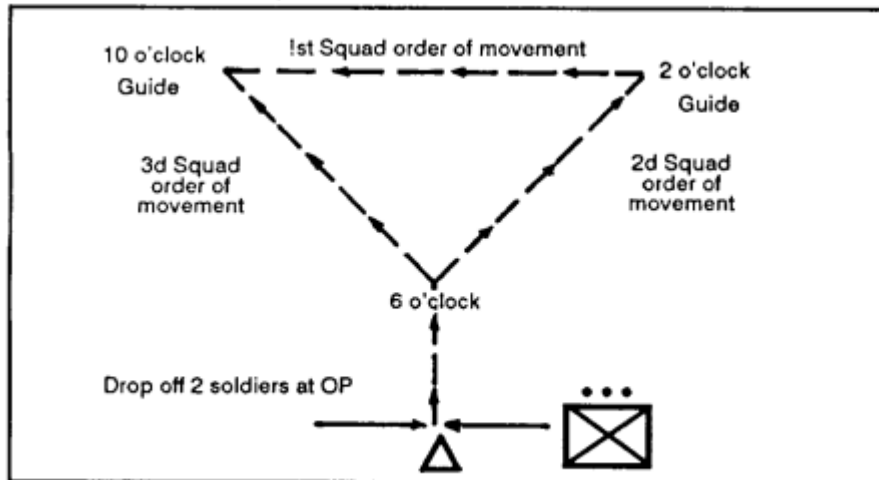 !st Squad order of movement
10 o'clock
Guide
2 o'clock
Guide
3d Squad
order of
movement
2d Squad
order of
movement
6 o'clock
Drop off 2 soldiers at OP